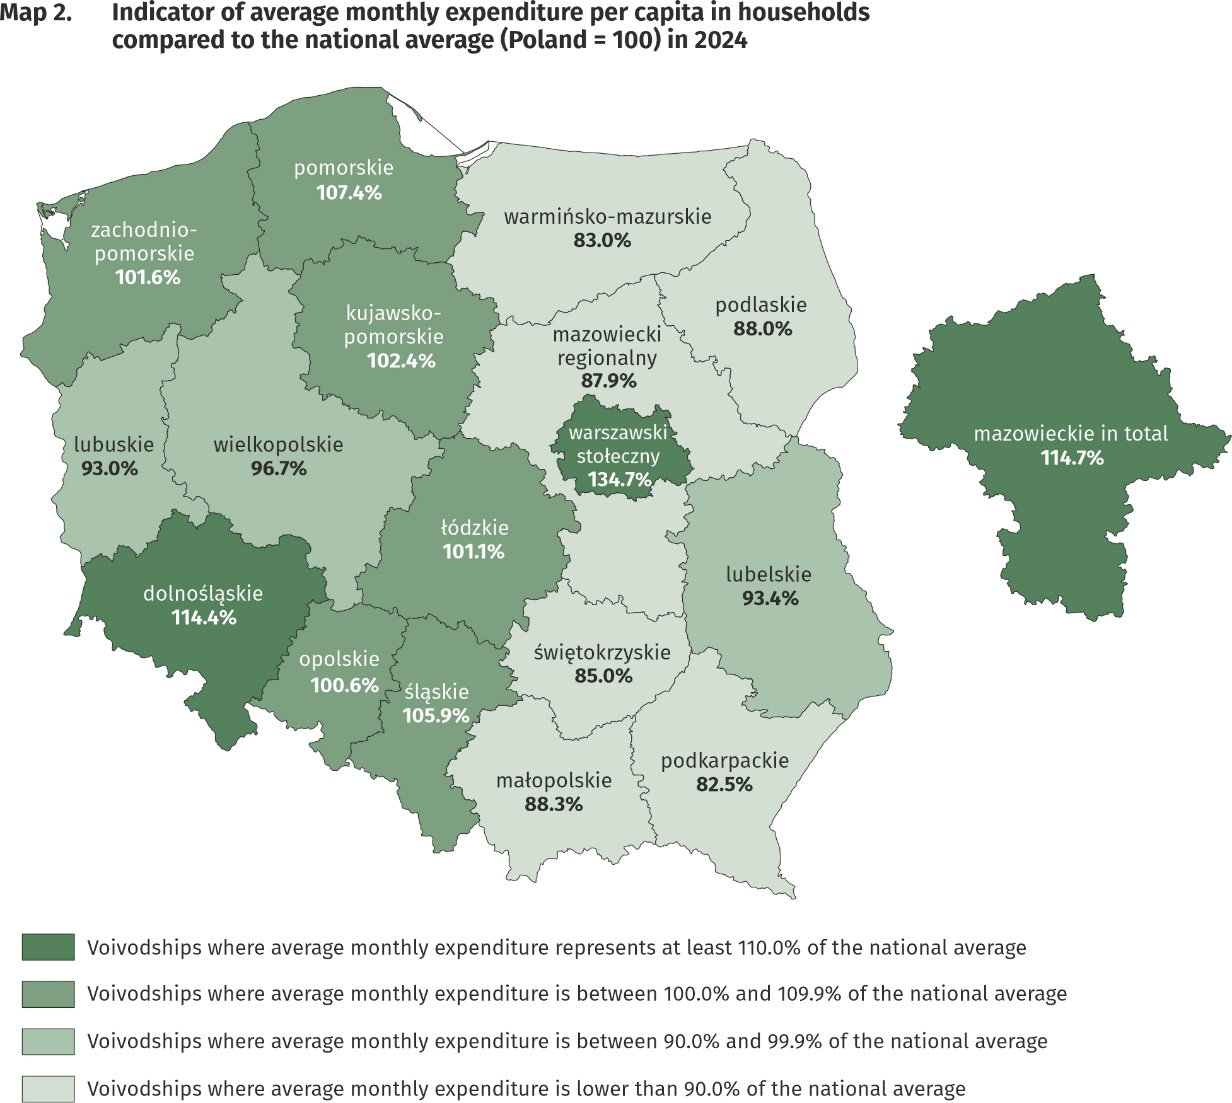 Map 2. Indicator of average monthly expenditure per capita in households
compared to the national average (Poland = 100) in 2024
pomorskie
107.4%
zachodnio-
pomorskie
101.6%
warmińsko-mazurskie
83.0%
podlaskie
88.0%
kujawsko-
pomorskie
102.4%
mazowiecki
regionalny
87.9%
lubuskie
93.0%
wielkopolskie
96.7%
warszawski
stołeczny
134.7%
mazowieckie in total
114.7%
łódzkie
101.1%
dolnośląskie
114.4%
lubelskie
93.4%
opolskie
100.6%
śląskie
105.9%
świętokrzyskie
85.0%
małopolskie
88.3%
podkarpackie
82.5%
Voivodships where average monthly expenditure represents at least 110.0% of the national average
Voivodships where average monthly expenditure is between 100.0% and 109.9% of the national average
Voivodships where average monthly expenditure is between 90.0% and 99.9% of the national average
Voivodships where average monthly expenditure is lower than 90.0% of the national average